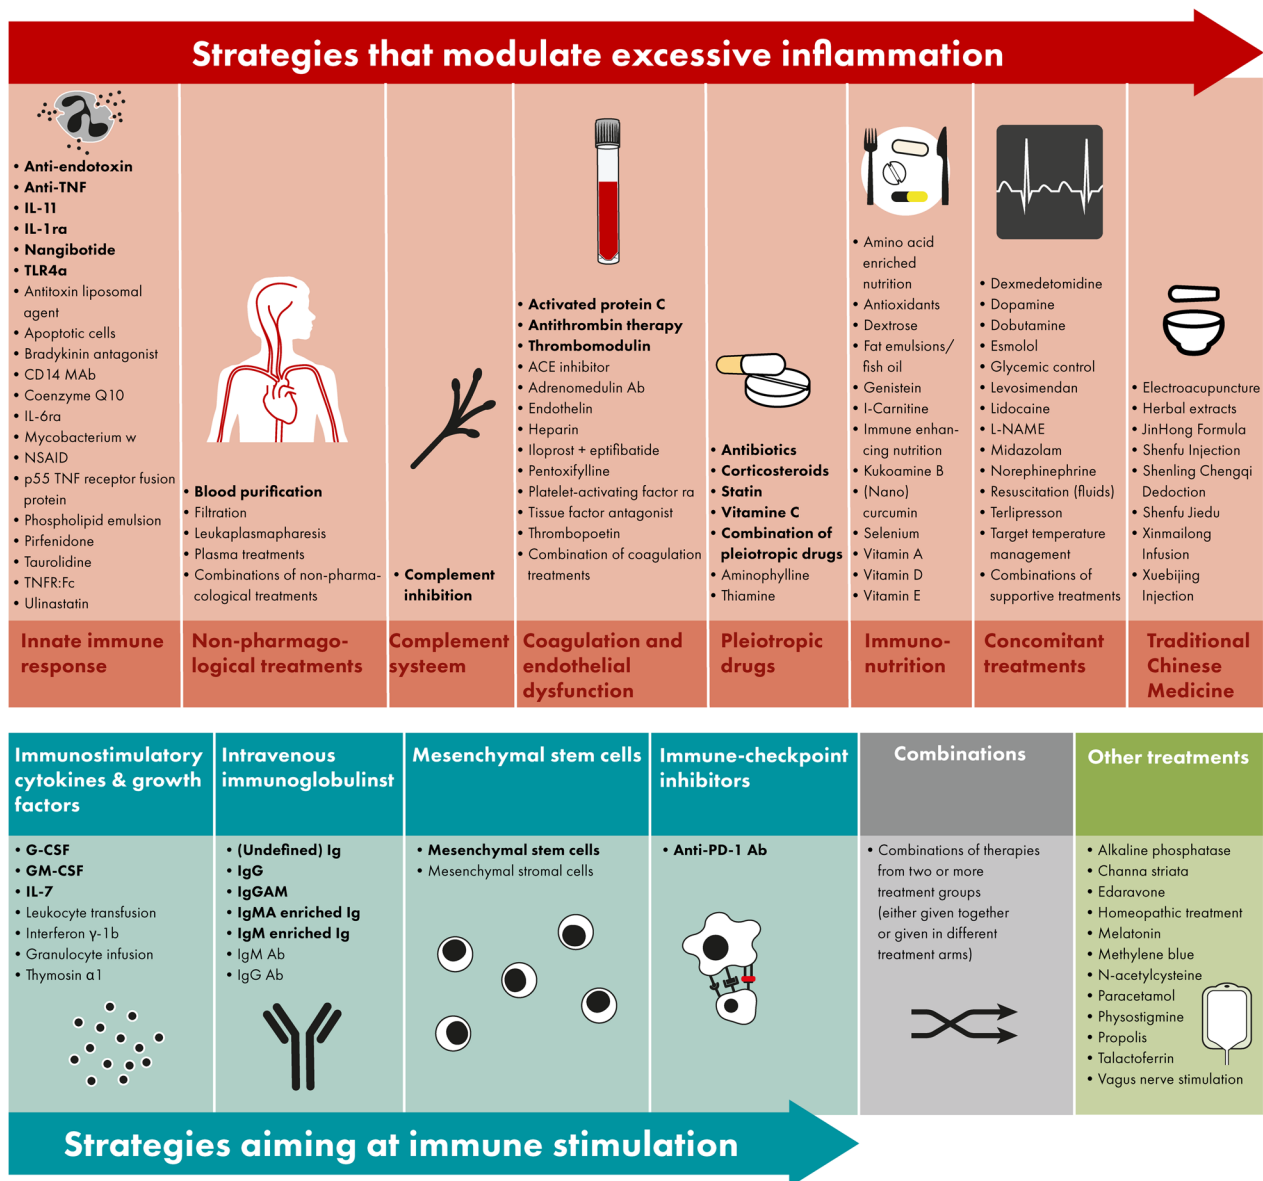 Strategies that modulate excessive inflammation
• Anti-endotoxin
• Anti-TNF
• IL-11
• IL-1ra
• Nangibotide
• TLR4a
• Antitoxin liposomal
agent
• Apoptotic cells
• Bradykinin antagonist
• CD14 MAb
• Coenzyme Q10
• IL-6ra
• Mycobacterium w
• NSAID
• p55 TNF receptor fusion
protein
• Phospholipid emulsion
• Pirfenidone
• Taurolidine
• TNFR:Fc
• Ulinastatin
Innate immune
response
• Blood purification
• Filtration
• Leukaplasmapharesis
• Plasma treatments
• Combinations of non-pharma-
cological treatments
Non-pharmago-
logical treatments
• Complement
inhibition
Complement
systeem
• Activated protein C
• Antithrombin therapy
• Thrombomodulin
• ACE inhibitor
• Adrenomedulin Ab
• Endothelin
• Heparin
• Iloprost + eptifibatide
• Pentoxifylline
• Platelet-activating factor ra
• Tissue factor antagonist
• Thrombopoetin
• Combination of coagulation
treatments
Coagulation and
endothelial
dysfunction
• Antibiotics
• Corticosteroids
• Statin
• Vitamine C
• Combination of
pleiotropic drugs
• Aminophylline
• Thiamine
Pleiotropic
drugs
• Amino acid
enriched
nutrition
• Antioxidants
• Dextrose
• Fat emulsions/
fish oil
• Genistein
• l-Carnitine
• Immune enhan-
cing nutrition
• Kukoamine B
• (Nano)
curcumin
• Selenium
• Vitamin A
• Vitamin D
• Vitamin E
Immuno-
nutrition
• Dexmedetomidine
• Dopamine
• Dobutamine
• Esmolol
• Glycemic control
• Levosimendan
• Lidocaine
• L-NAME
• Midazolam
• Norephinephrine
• Resuscitation (fluids)
• Terlipresson
• Target temperature
management
• Combinations of
supportive treatments
Concomitant
treatments
• Electroacupuncture
• Herbal extracts
• JinHong Formula
• Shenfu Injection
• Shenling Chengqi
Dedoction
• Shenfu Jiedu
• Xinmailong
Infusion
• Xuebijing
Injection
Traditional
Chinese
Medicine
Immunostimulatory
cytokines & growth
factors
• G-CSF
• GM-CSF
• IL-7
• Leukocyte transfusion
• Interferon γ-1b
• Granulocyte infusion
• Thymosin α1
Intravenous
immunoglobulinst
• (Undefined) Ig
• IgG
• IgGAM
• IgMA enriched Ig
• IgM enriched Ig
• IgM Ab
• IgG Ab
Mesenchymal stem cells
• Mesenchymal stem cells
• Mesenchymal stromal cells
Immune-checkpoint
inhibitors
• Anti-PD-1 Ab
Combinations
• Combinations of therapies
from two or more
treatment groups
(either given together
or given in different
treatment arms)
Other treatments
• Alkaline phosphatase
• Channa striata
• Edaravone
• Homeopathic treatment
• Melatonin
• Methylene blue
• N-acetylcysteine
• Paracetamol
• Physostigmine
• Propolis
• Talactoferrin
• Vagus nerve stimulation
Strategies aiming at immune stimulation